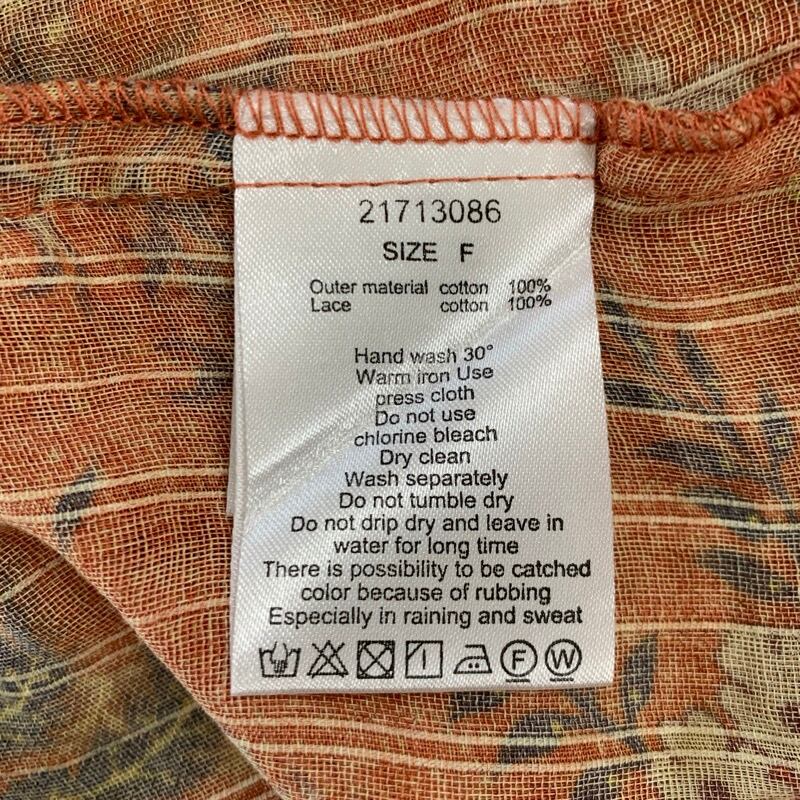 21713086
SIZE F
Outer material cotton 100%
Lace cotton 100%
Hand wash 30°
Warm iron Use
press cloth
Do not use
chlorine bleach
Dry clean
Wash separately
Do not tumble dry
Do not drip dry and leave in
water for long time
There is possibility to be catched
color because of rubbing
Especially in raining and sweat
F W